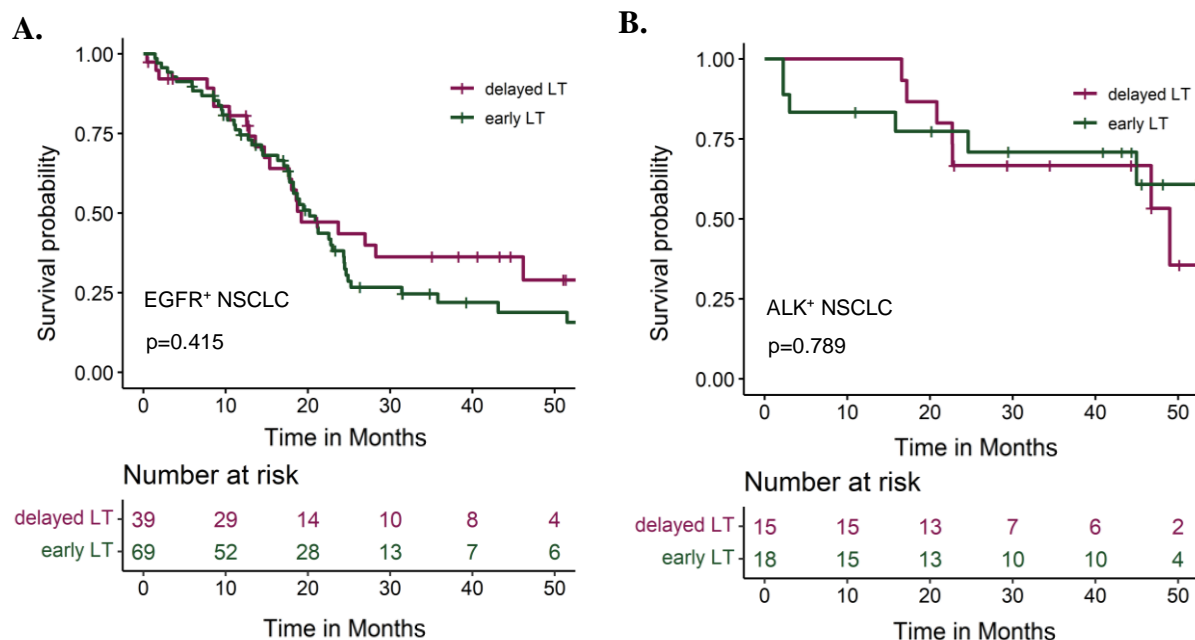 A.
1.00
0.75
0.50
0.25
0.00
Survival probability
delayed LT
early LT
EGFR+ NSCLC
p=0.415
0 10 20 30 40 50
Time in Months
Number at risk
delayed LT 39 29 14 10 8 4
early LT 69 52 28 13 7 6
0 10 20 30 40 50
Time in Months
B.
1.00
0.75
0.50
0.25
0.00
Survival probability
delayed LT
early LT
ALK+ NSCLC
p=0.789
0 10 20 30 40 50
Time in Months
Number at risk
delayed LT 15 15 13 7 6 2
early LT 18 15 13 10 10 4
0 10 20 30 40 50
Time in Months